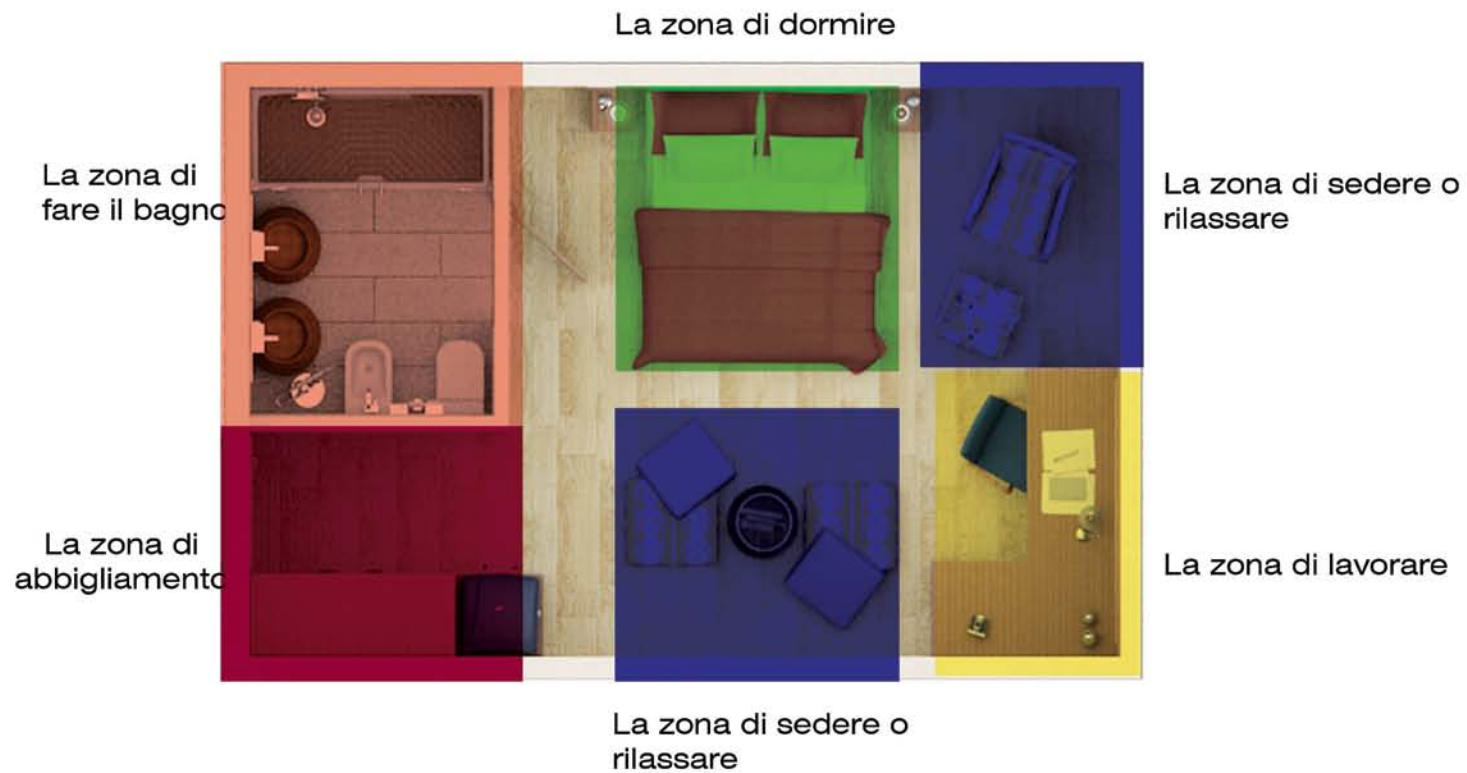 La zona di dormire
La zona di
fare il bagno
La zona di sedere o
rilassare
La zona di
abbigliamento
La zona di lavorare
La zona di sedere o
rilassare